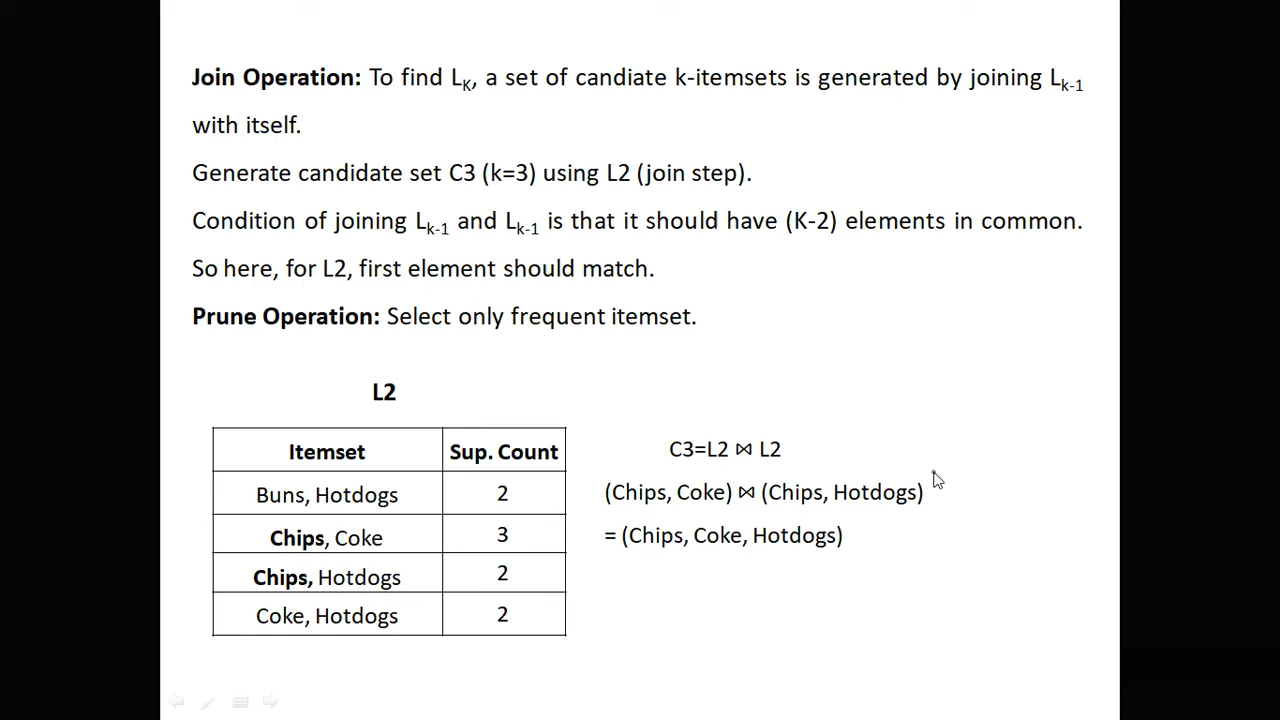 Join Operation: To find LK, a set of candiate k-itemsets is generated by joining Lk-1
with itself.
Generate candidate set C3 (k=3) using L2 (join step).
Condition of joining Lk-1 and Lk-1 is that it should have (K-2) elements in common.
So here, for L2, first element should match.
Prune Operation: Select only frequent itemset.
L2
Itemset Sup. Count
Buns, Hotdogs 2
Chips, Coke 3
Chips, Hotdogs 2
Coke, Hotdogs 2
C3=L2 ⋈ L2
(Chips, Coke) ⋈ (Chips, Hotdogs)
= (Chips, Coke, Hotdogs)